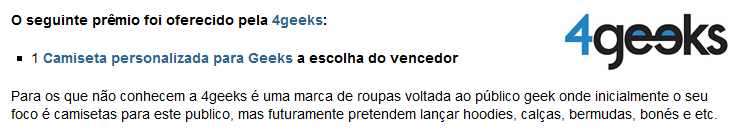 O seguinte prêmio foi oferecido pela 4geeks:
4geeks
1 Camiseta personalizada para Geeks a escolha do vencedor
Para os que não conhecem a 4geeks é uma marca de roupas voltada ao público geek onde inicialmente o seu
foco é camisetas para este publico, mas futuramente pretendem lançar hoodies, calças, bermudas, bonés e etc.